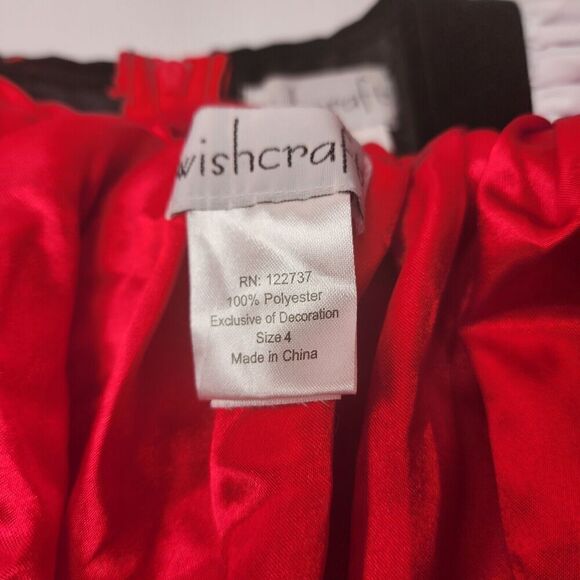 wishcraf
RN: 122737
100% Polyester
Exclusive of Decoration
Size 4
Made in China